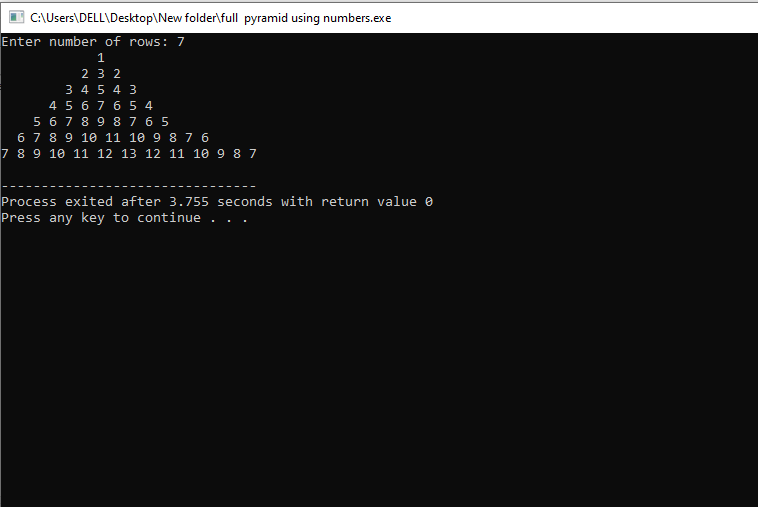 C:\Users\DELL\Desktop\New folder\full  pyramid using numbers.exe
Enter number of rows: 7
            1
          2 3 2
        3 4 5 4 3
      4 5 6 7 6 5 4
    5 6 7 8 9 8 7 6 5
  6 7 8 9 10 11 10 9 8 7 6
7 8 9 10 11 12 13 12 11 10 9 8 7

--------------------------------
Process exited after 3.755 seconds with return value 0
Press any key to continue . . .